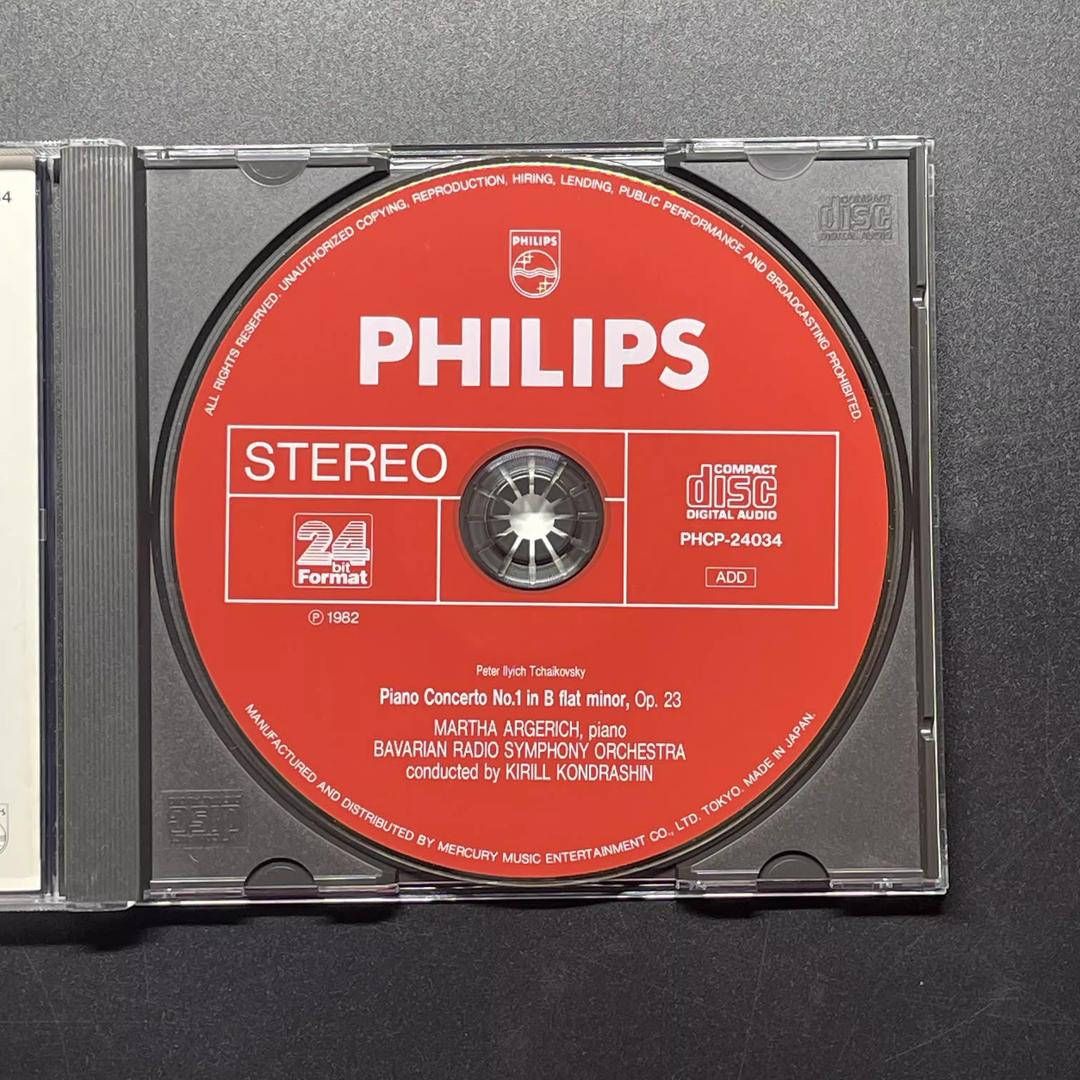 ALL RIGHTS RESERVED. UNAUTHORIZED COPYING, REPRODUCTION, HIRING, LENDING, PUBLIC PERFORMANCE AND BROADCASTING PROHIBITED.
PHILIPS
PHILIPS
STEREO
24
bit
Format
COMPACT
disc
DIGITAL AUDIO
PHCP-24034
ADD
℗ 1982
Peter Ilyich Tchaikovsky
Piano Concerto No.1 in B flat minor, Op. 23
MARTHA ARGERICH, piano
BAVARIAN RADIO SYMPHONY ORCHESTRA
conducted by KIRILL KONDRASHIN
MANUFACTURED AND DISTRIBUTED BY MERCURY MUSIC ENTERTAINMENT CO., LTD. TOKYO. MADE IN JAPAN.
COMPACT
disc
DIGITAL AUDIO